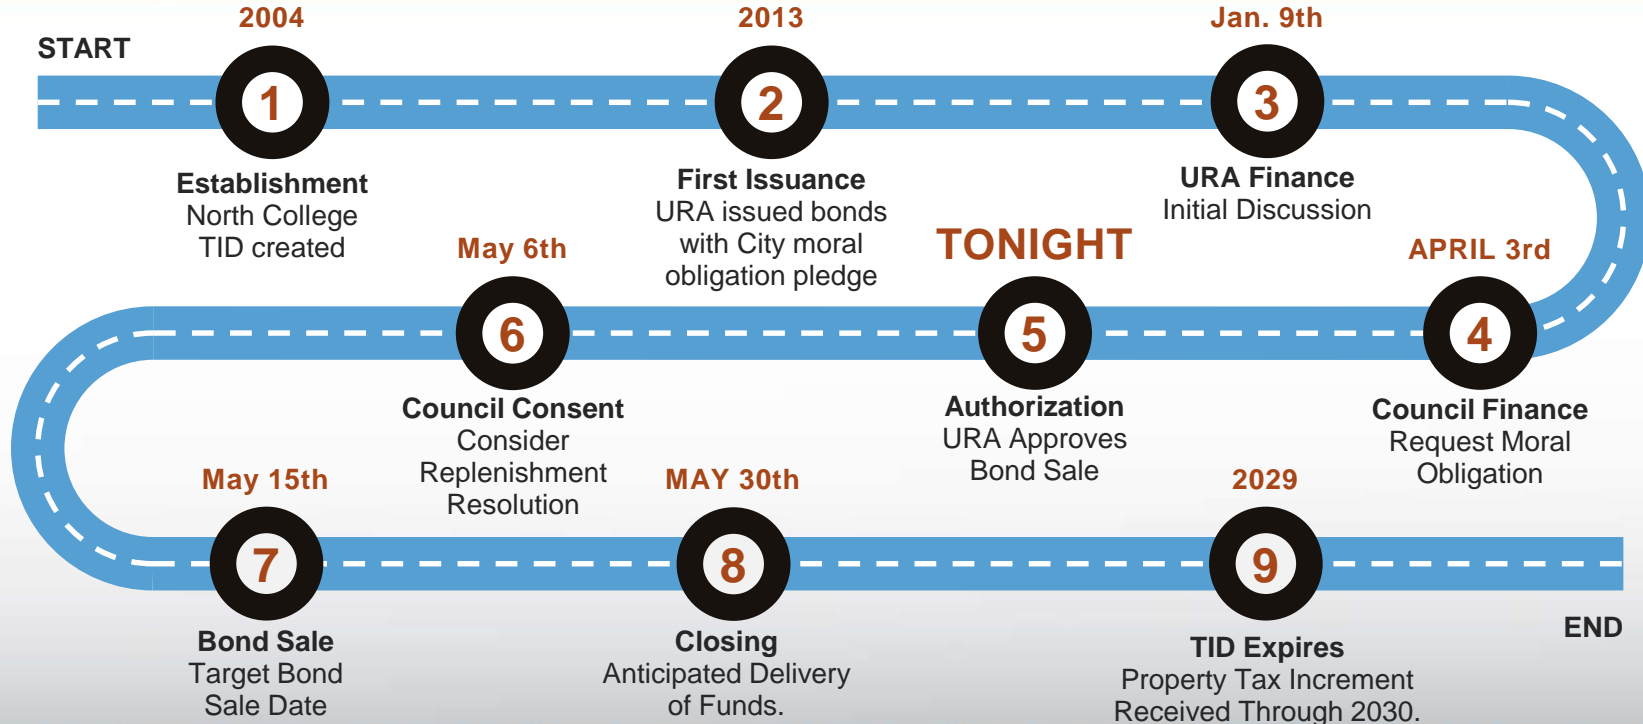 START
2004
1
Establishment
North College
TID created
2013
2
First Issuance
URA issued bonds
with City moral
obligation pledge
Jan. 9th
3
URA Finance
Initial Discussion
APRIL 3rd
4
Council Finance
Request Moral
Obligation
TONIGHT
5
Authorization
URA Approves
Bond Sale
May 6th
6
Council Consent
Consider
Replenishment
Resolution
May 15th
7
Bond Sale
Target Bond
Sale Date
MAY 30th
8
Closing
Anticipated Delivery
of Funds.
2029
9
TID Expires
Property Tax Increment
Received Through 2030.
END